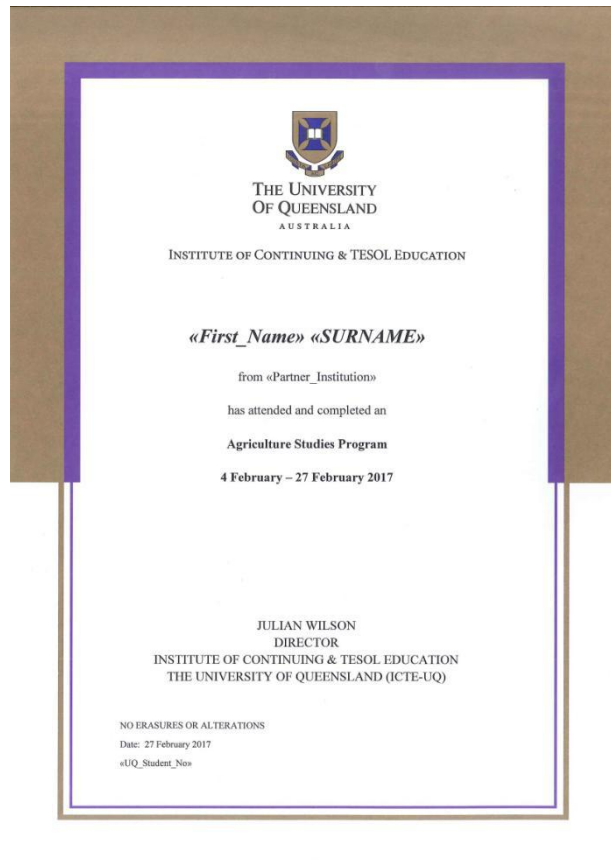 THE UNIVERSITY
OF QUEENSLAND
AUSTRALIA
INSTITUTE OF CONTINUING & TESOL EDUCATION
«First_Name» «SURNAME»
from «Partner_Institution»
has attended and completed an
Agriculture Studies Program
4 February – 27 February 2017
JULIAN WILSON
DIRECTOR
INSTITUTE OF CONTINUING & TESOL EDUCATION
THE UNIVERSITY OF QUEENSLAND (ICTE-UQ)
NO ERASURES OR ALTERATIONS
Date: 27 February 2017
«UQ_Student_No»